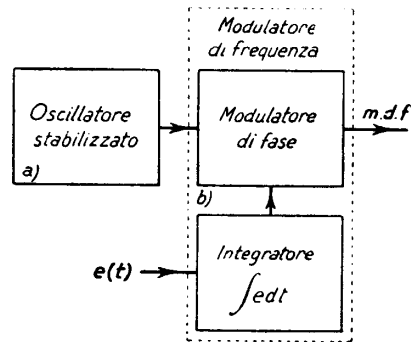 Modulatore
di frequenza
Oscillatore
stabilizzato
a)
Modulatore
di fase
b)
m.d.f
e(t)
Integratore
∫edt